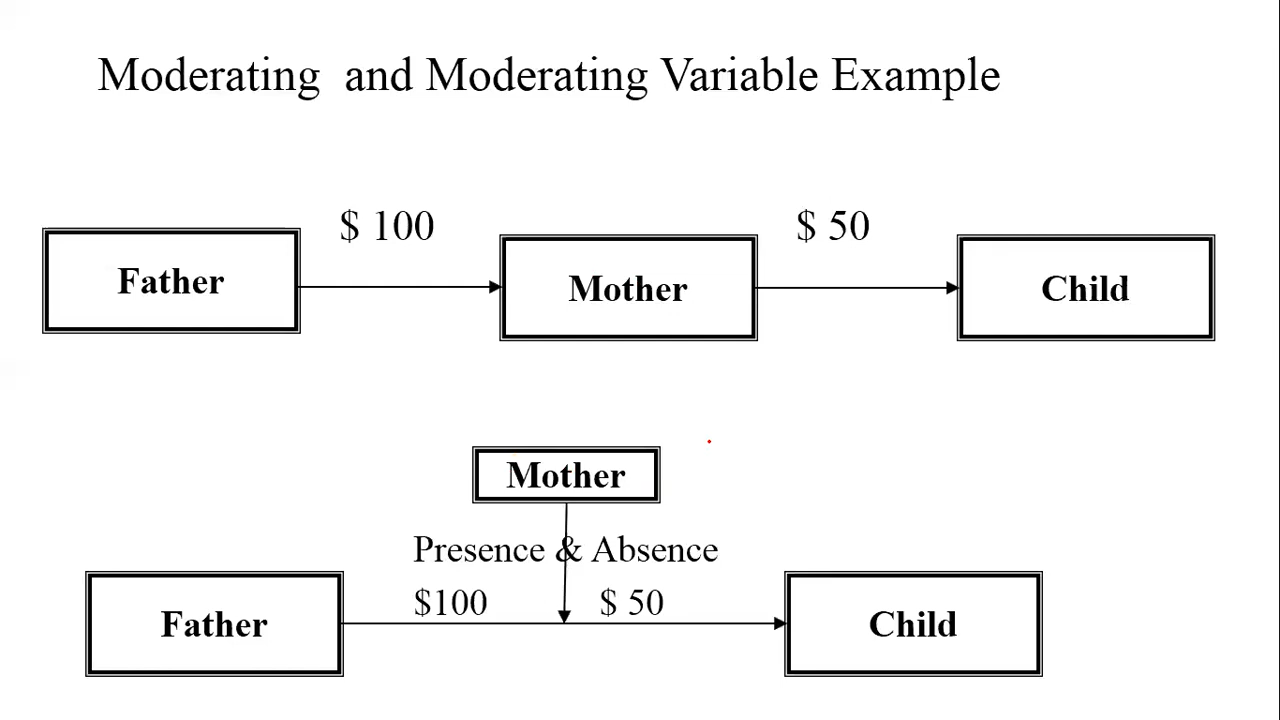 Moderating  and Moderating Variable Example
$ 100
$ 50
Father
Mother
Child
Mother
Presence & Absence
$100
$ 50
Father
Child